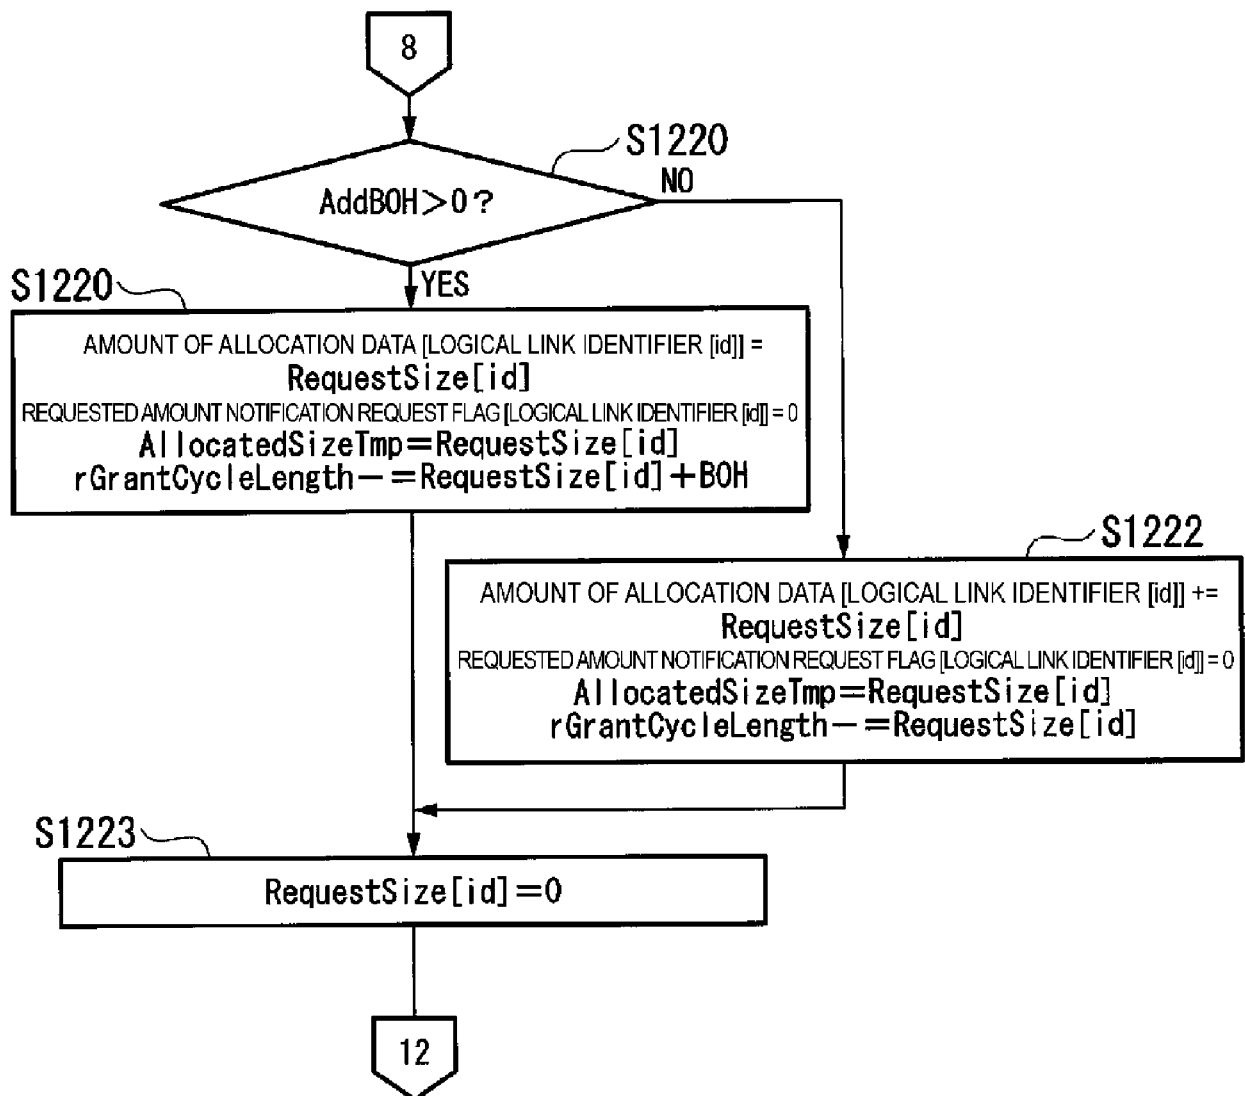 8
S1220
AddBOH>0?
NO
YES
S1220
AMOUNT OF ALLOCATION DATA [LOGICAL LINK IDENTIFIER [id]] =
RequestSize[id]
REQUESTED AMOUNT NOTIFICATION REQUEST FLAG [LOGICAL LINK IDENTIFIER [id]] = 0
AllocatedSizeTmp=RequestSize[id]
rGrantCycleLength-=RequestSize[id]+BOH
S1222
AMOUNT OF ALLOCATION DATA [LOGICAL LINK IDENTIFIER [id]] +=
RequestSize[id]
REQUESTED AMOUNT NOTIFICATION REQUEST FLAG [LOGICAL LINK IDENTIFIER [id]] = 0
AllocatedSizeTmp=RequestSize[id]
rGrantCycleLength-=RequestSize[id]
S1223
RequestSize[id]=0
12